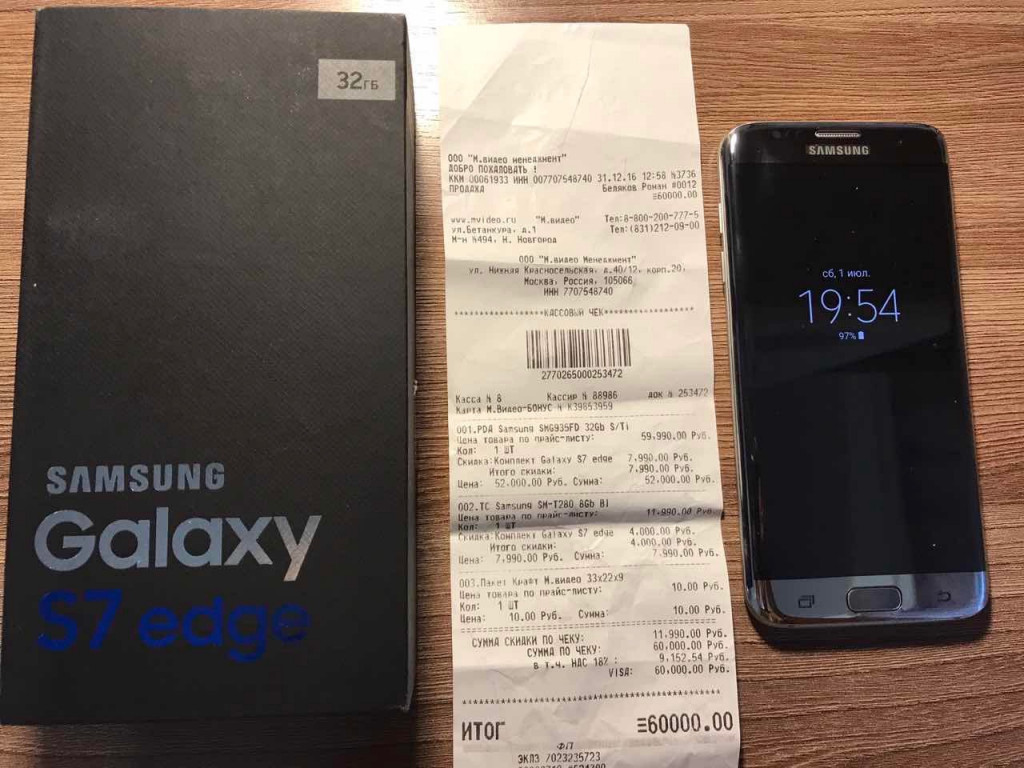 32ГБ
SAMSUNG
Galaxy
S7 edge
ООО "М.видео менеджмент"
ДОБРО ПОЖАЛОВАТЬ !
ККМ 00061933 ИНН 007707548740 31.12.16 12:58 №3736
ПРОДАЖА Беляков Роман #0012
≡60000.00
www.mvideo.ru "М.видео" Тел:8-800-200-777-5
ул.Бетанкура, д.1 Тел:(831)212-09-00
М-н №494, Н. Новгород
ООО "М.видео Менеджмент"
ул. Нижняя Красносельская, д.40/12, корп.20,
Москва, Россия, 105066
ИНН 7707548740
КАССОВЫЙ ЧЕК
2770265000253472
Касса № 8 Кассир № 88986 док № 253472
Карта М.Видео-БОНУС № К39853959
001.PDA Samsung SMG935FD 32Gb S/Ti
Цена товара по прайс-листу: 59.990.00 Руб.
Кол: 1 ШТ
Скидка:Комплект Galaxy S7 edge 7.990.00 Руб.
Итого скидки: 7.990.00 Руб.
Цена: 52.000.00 Руб. Сумма: 52.000.00 Руб.
002.TC Samsung SM-T280 8Gb Bl
Цена товара по прайс-листу: 11.990.00 Руб.
Кол: 1 ШТ
Скидка:Комплект Galaxy S7 edge 4.000.00 Руб.
Итого скидки: 4.000.00 Руб.
Цена: 7.990.00 Руб. Сумма: 7.990.00 Руб.
003.Пакет Крафт М.видео 33x22x9
Цена товара по прайс-листу: 10.00 Руб.
Кол: 1 ШТ
Цена: 10.00 Руб. Сумма: 10.00 Руб.
СУММА СКИДКИ ПО ЧЕКУ: 11.990.00 Руб.
СУММА ПО ЧЕКУ: 60.000.00 Руб.
в т.ч. НДС 18% : 9.152.54 Руб.
VISA: 60.000.00 Руб.
ИТОГ ≡60000.00
ФП
ЭКЛЗ 7023235723
SAMSUNG
сб, 1 июл.
19:54
97%